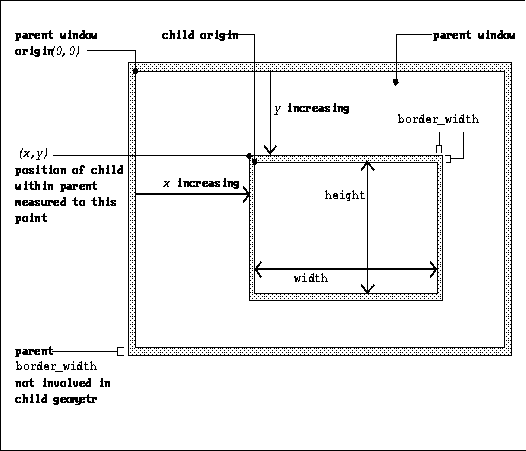 parent window
origin(0,0)
child origin
parent window
y increasing
border_width
(x,y)
position of child
within parent
measured to this
point
x increasing
height
width
parent
border_width
not involved in
child geometr